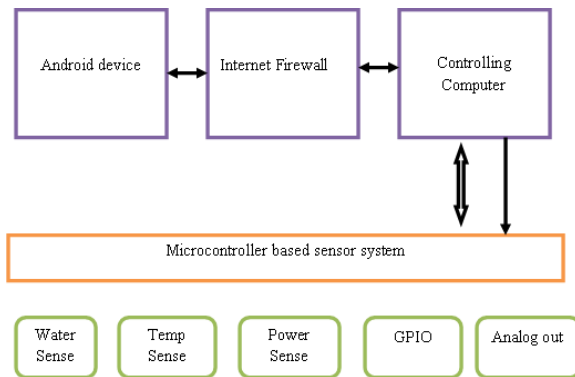 Android device
Internet Firewall
Controlling
Computer
Microcontroller based sensor system
Water
Sense
Temp
Sense
Power
Sense
GPIO
Analog out